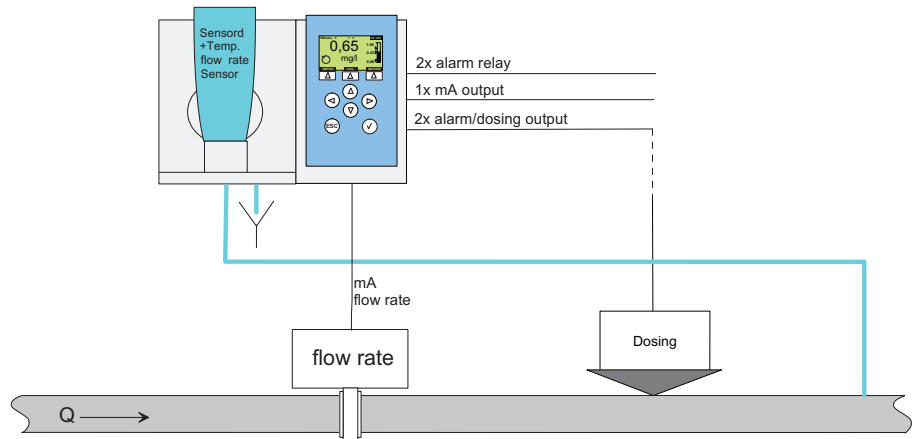 Sensord
+Temp.
flow rate
Sensor
0,65
mg/l
ESC
2x alarm relay
1x mA output
2x alarm/dosing output
mA
flow rate
flow rate
Dosing
Q